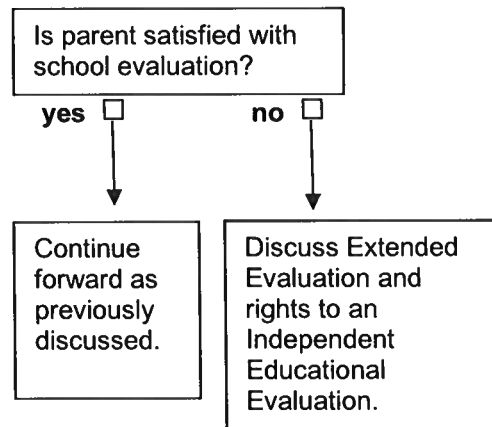 Is parent satisfied with
school evaluation?
yes □ no □
Continue
forward as
previously
discussed.
Discuss Extended
Evaluation and
rights to an
Independent
Educational
Evaluation.